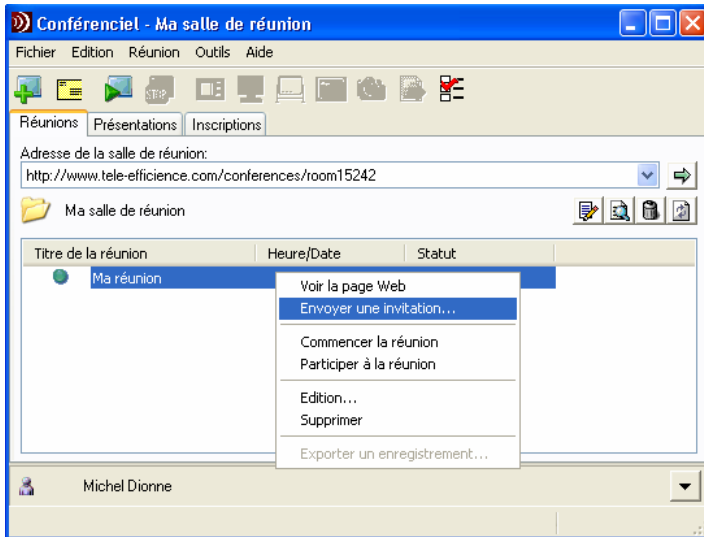 Conférenciel - Ma salle de réunion
Fichier Edition Réunion Outils Aide
STOP
Réunions Présentations Inscriptions
Adresse de la salle de réunion:
http://www.tele-efficience.com/conferences/room15242
Ma salle de réunion
Titre de la réunion Heure/Date Statut
Ma réunion
Voir la page Web
Envoyer une invitation...
Commencer la réunion
Participer à la réunion
Edition...
Supprimer
Exporter un enregistrement...
Michel Dionne